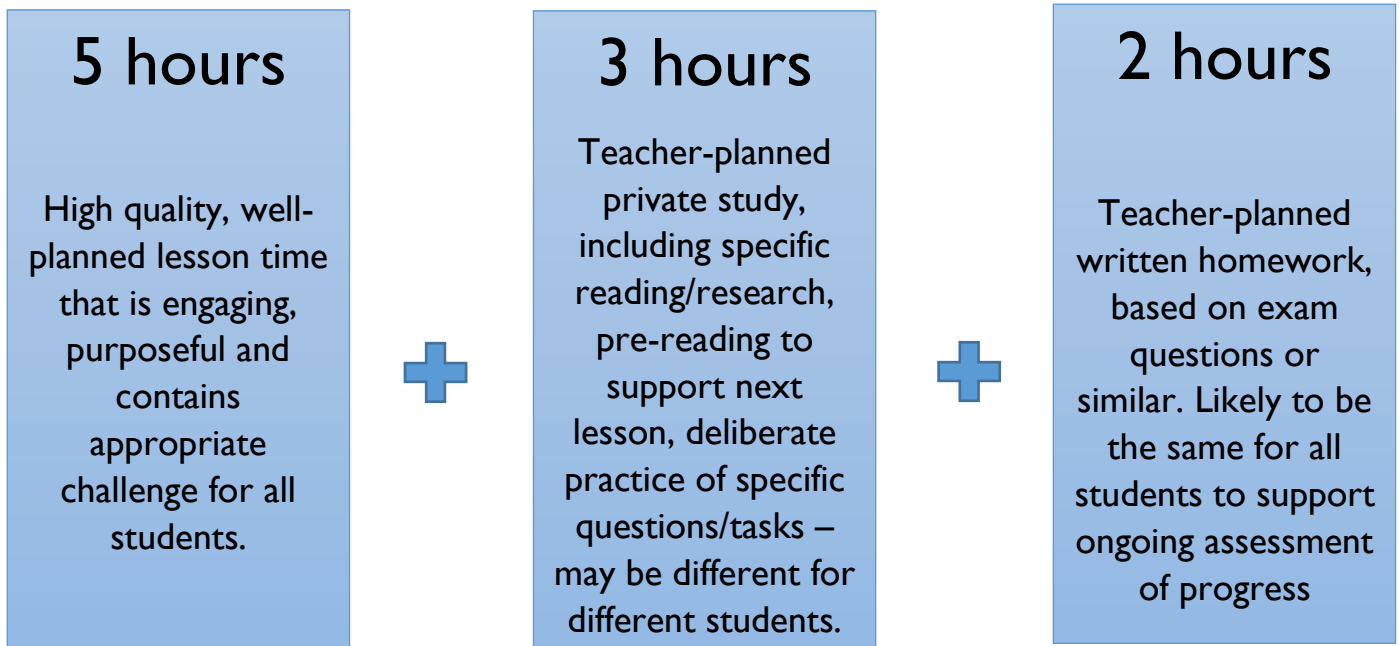 5 hours
High quality, well-
planned lesson time
that is engaging,
purposeful and
contains
appropriate
challenge for all
students.
3 hours
Teacher-planned
private study,
including specific
reading/research,
pre-reading to
support next
lesson, deliberate
practice of specific
questions/tasks –
may be different for
different students.
2 hours
Teacher-planned
written homework,
based on exam
questions or
similar. Likely to be
the same for all
students to support
ongoing assessment
of progress